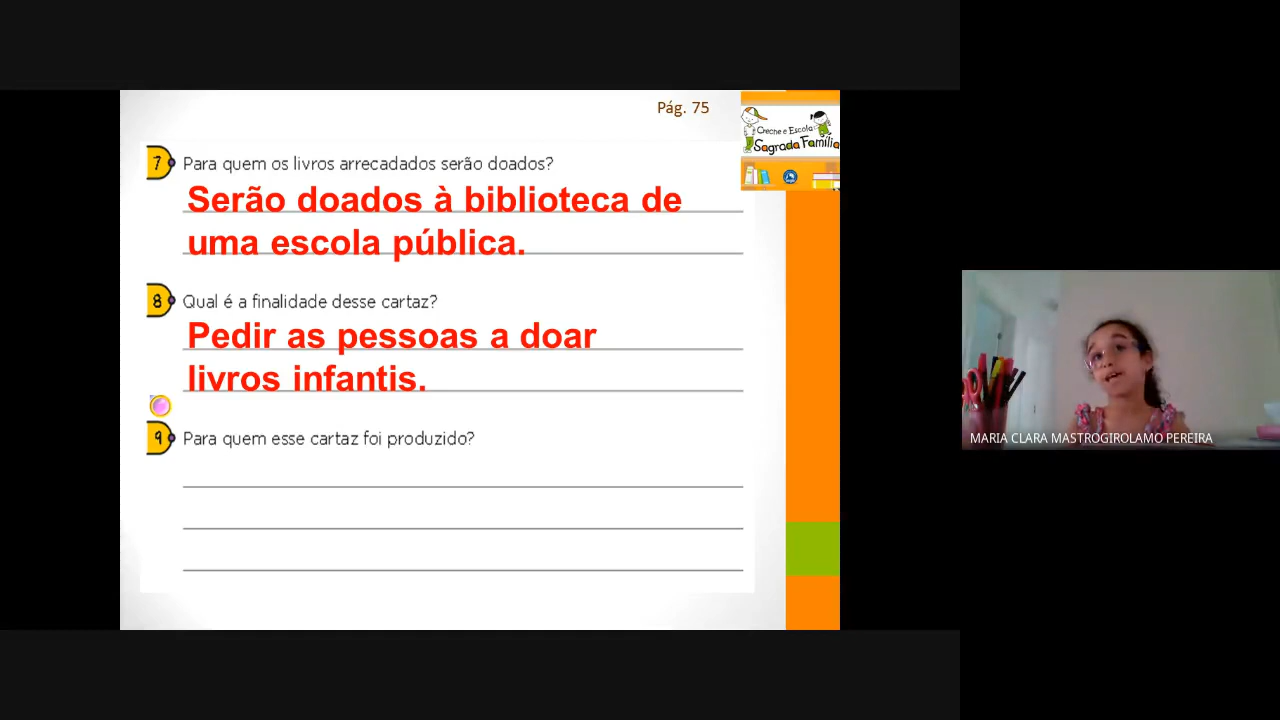 Pág. 75
Creche e Escola
Sagrada Família
7 Para quem os livros arrecadados serão doados?
Serão doados à biblioteca de
uma escola pública.
8 Qual é a finalidade desse cartaz?
Pedir as pessoas a doar
livros infantis.
9 Para quem esse cartaz foi produzido?
MARIA CLARA MASTROGIROLAMO PEREIRA